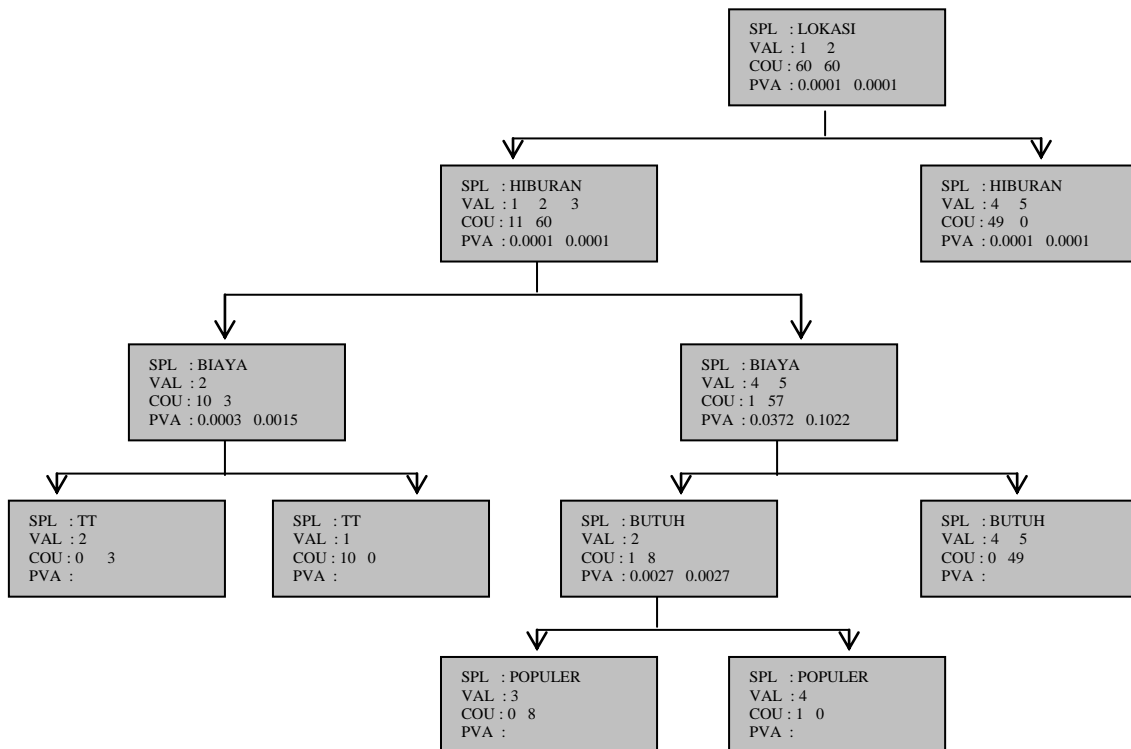 SPL : LOKASI
VAL : 1 2
COU : 60 60
PVA : 0.0001 0.0001
SPL : HIBURAN
VAL : 1 2 3
COU : 11 60
PVA : 0.0001 0.0001
SPL : HIBURAN
VAL : 4 5
COU : 49 0
PVA : 0.0001 0.0001
SPL : BIAYA
VAL : 2
COU : 10 3
PVA : 0.0003 0.0015
SPL : BIAYA
VAL : 4 5
COU : 1 57
PVA : 0.0372 0.1022
SPL : TT
VAL : 2
COU : 0 3
PVA :
SPL : TT
VAL : 1
COU : 10 0
PVA :
SPL : BUTUH
VAL : 2
COU : 1 8
PVA : 0.0027 0.0027
SPL : BUTUH
VAL : 4 5
COU : 0 49
PVA :
SPL : POPULER
VAL : 3
COU : 0 8
PVA :
SPL : POPULER
VAL : 4
COU : 1 0
PVA :